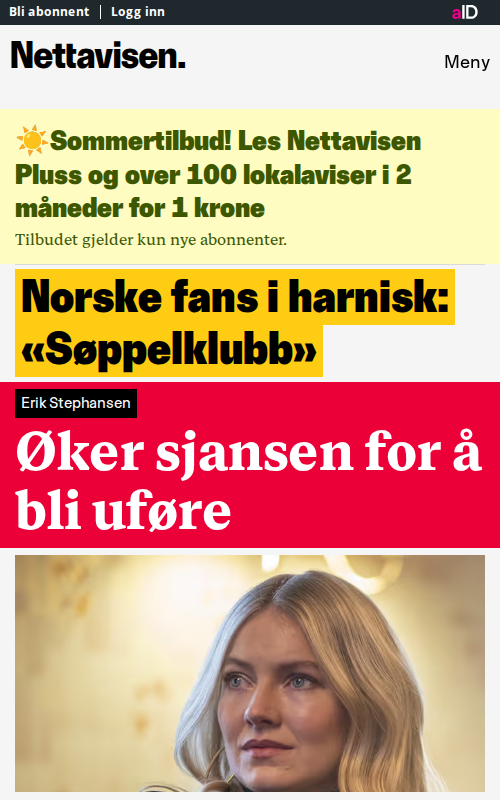 Bli abonnent | Logg inn
aID
Nettavisen.
Meny
☀️Sommertilbud! Les Nettavisen
Pluss og over 100 lokalaviser i 2
måneder for 1 krone
Tilbudet gjelder kun nye abonnenter.
Norske fans i harnisk:
«Søppelklubb»
Erik Stephansen
Øker sjansen for å
bli uføre